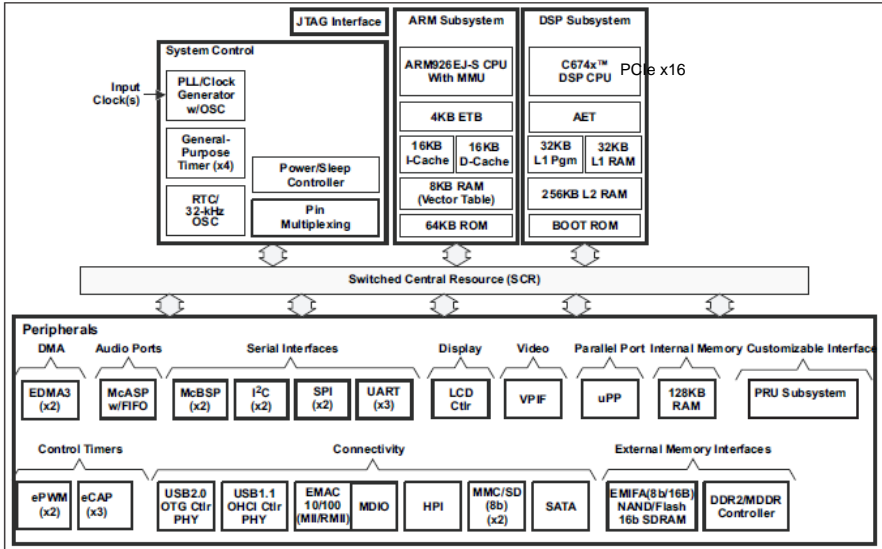 JTAG Interface
System Control
Input
Clock(s)
PLL/Clock
Generator
w/OSC
General-
Purpose
Timer (x4)
RTC/
32-kHz
OSC
Power/Sleep
Controller
Pin
Multiplexing
ARM Subsystem
ARM926EJ-S CPU
With MMU
4KB ETB
16KB
I-Cache
16KB
D-Cache
8KB RAM
(Vector Table)
64KB ROM
DSP Subsystem
C674x™
DSP CPU
PCIe x16
AET
32KB
L1 Pgm
32KB
L1 RAM
256KB L2 RAM
BOOT ROM
Switched Central Resource (SCR)
Peripherals
DMA
EDMA3
(x2)
Audio Ports
McASP
w/FIFO
Serial Interfaces
McBSP
(x2)
I²C
(x2)
SPI
(x2)
UART
(x3)
Display
LCD
Ctlr
Video
VPIF
Parallel Port
uPP
Internal Memory
128KB
RAM
Customizable Interface
PRU Subsystem
Control Timers
ePWM
(x2)
eCAP
(x3)
Connectivity
USB2.0
OTG Ctlr
PHY
USB1.1
OHCI Ctlr
PHY
EMAC
10/100
(MII/RMII)
MDIO
HPI
MMC/SD
(8b)
(x2)
SATA
External Memory Interfaces
EMIFA(8b/16B)
NAND/Flash
16b SDRAM
DDR2/MDDR
Controller